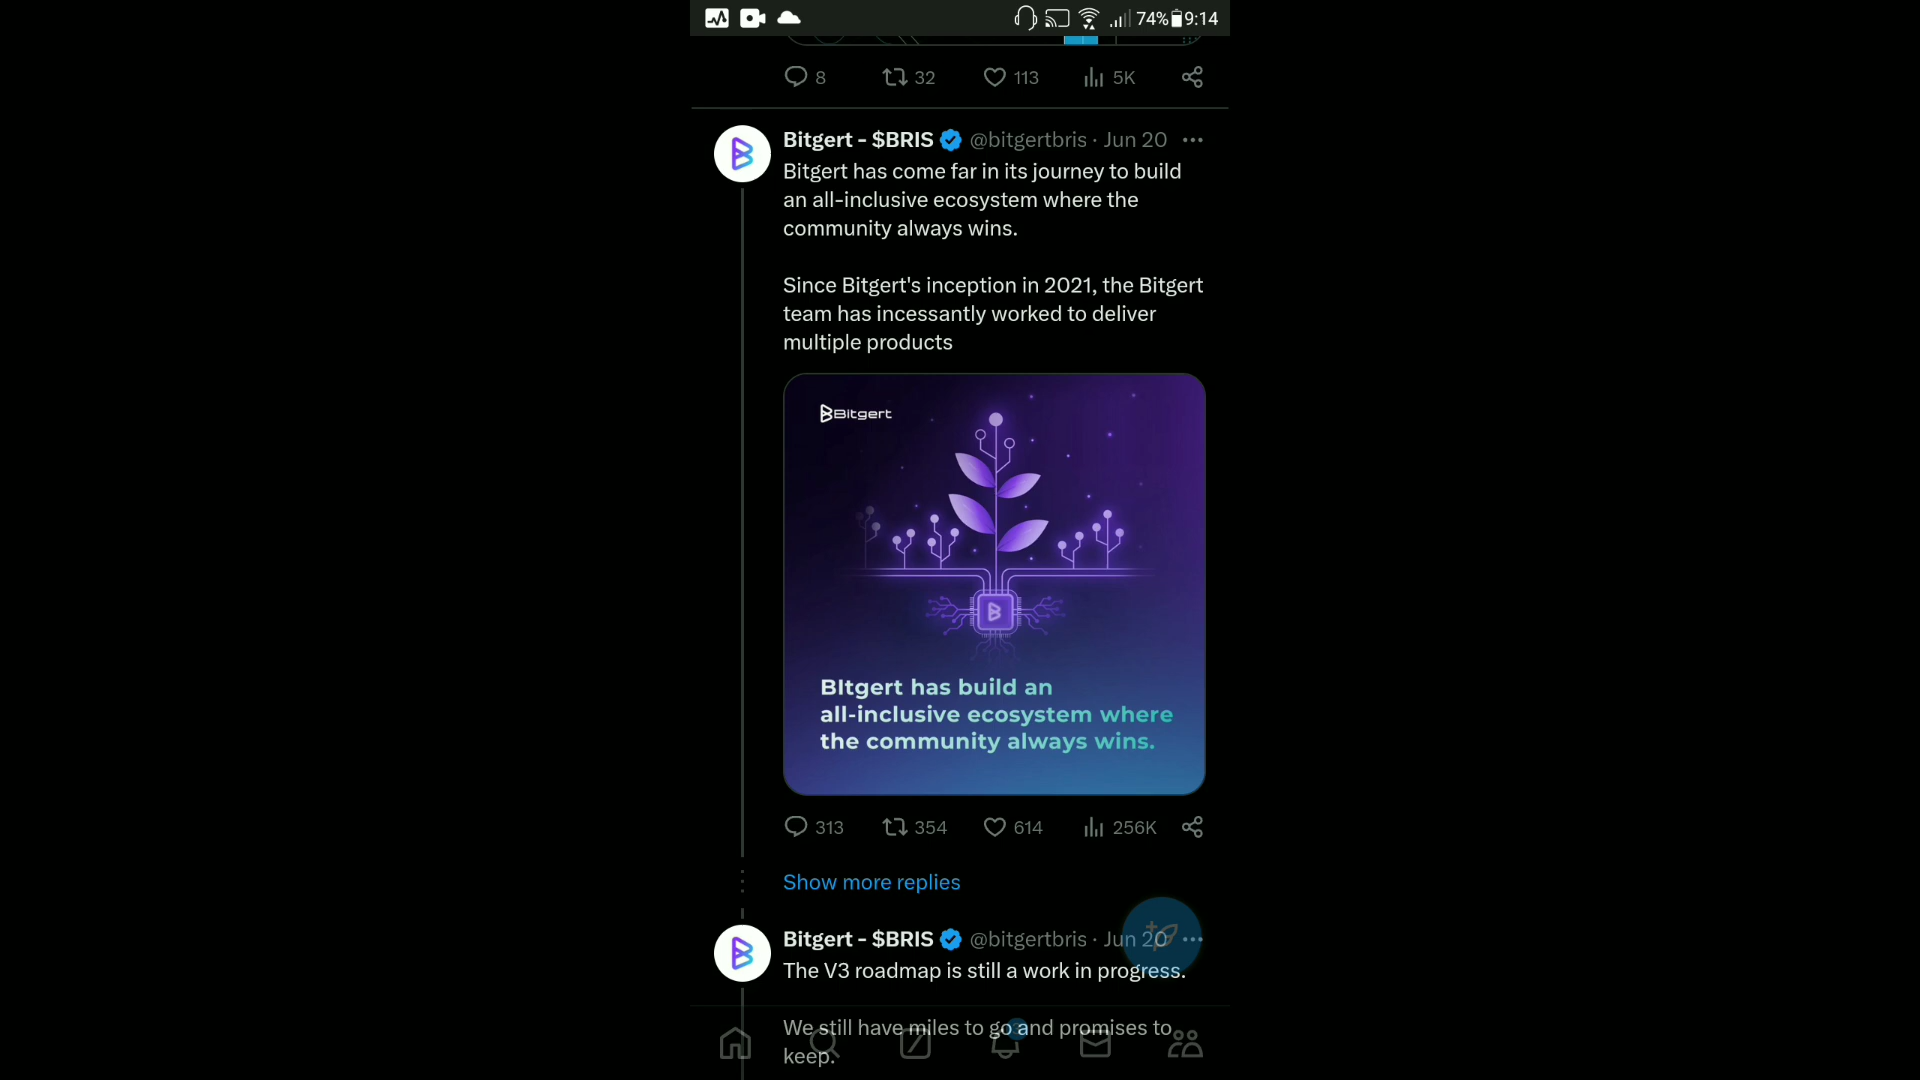 74% 9:14
8 32 113 5K
Bitgert - $BRIS @bitgertbris · Jun 20
Bitgert has come far in its journey to build
an all-inclusive ecosystem where the
community always wins.
Since Bitgert's inception in 2021, the Bitgert
team has incessantly worked to deliver
multiple products
Bitgert
BItgert has build an
all-inclusive ecosystem where
the community always wins.
313 354 614 256K
Show more replies
Bitgert - $BRIS @bitgertbris · Jun 20
The V3 roadmap is still a work in progress.
We still have miles to go and promises to
keep.